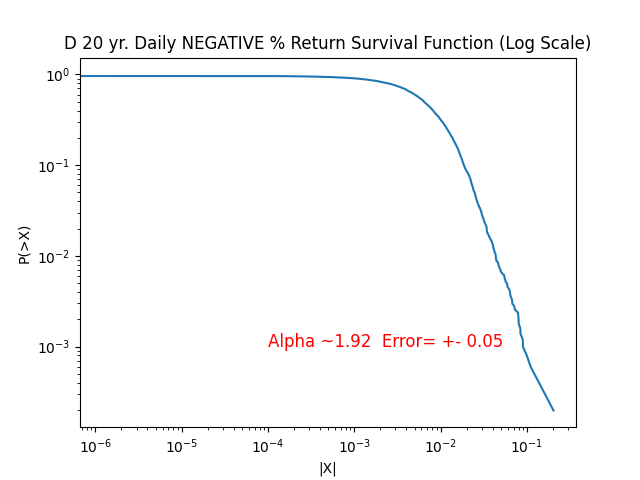 D 20 yr. Daily NEGATIVE % Return Survival Function (Log Scale)
10⁰
10⁻¹
10⁻²
10⁻³
P(>X)
Alpha ~1.92  Error= +- 0.05
10⁻⁶ 10⁻⁵ 10⁻⁴ 10⁻³ 10⁻² 10⁻¹
|X|